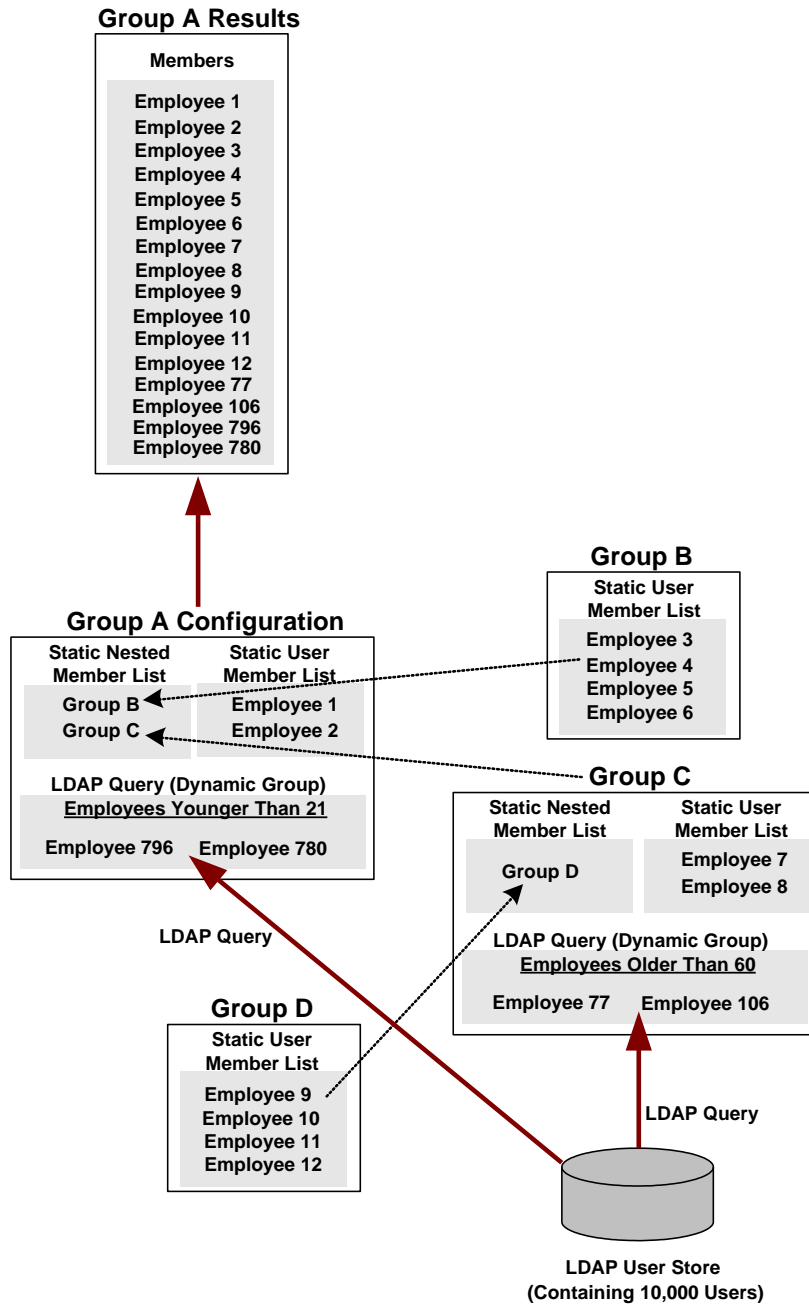 Group A Results
Members
Employee 1
Employee 2
Employee 3
Employee 4
Employee 5
Employee 6
Employee 7
Employee 8
Employee 9
Employee 10
Employee 11
Employee 12
Employee 77
Employee 106
Employee 796
Employee 780
Group B
Static User
Member List
Employee 3
Employee 4
Employee 5
Employee 6
Group A Configuration
Static Nested
Member List
Group B
Group C
Static User
Member List
Employee 1
Employee 2
LDAP Query (Dynamic Group)
Employees Younger Than 21
Employee 796
Employee 780
Group C
Static Nested
Member List
Group D
Static User
Member List
Employee 7
Employee 8
LDAP Query (Dynamic Group)
Employees Older Than 60
Employee 77
Employee 106
LDAP Query
Group D
Static User
Member List
Employee 9
Employee 10
Employee 11
Employee 12
LDAP Query
LDAP User Store
(Containing 10,000 Users)